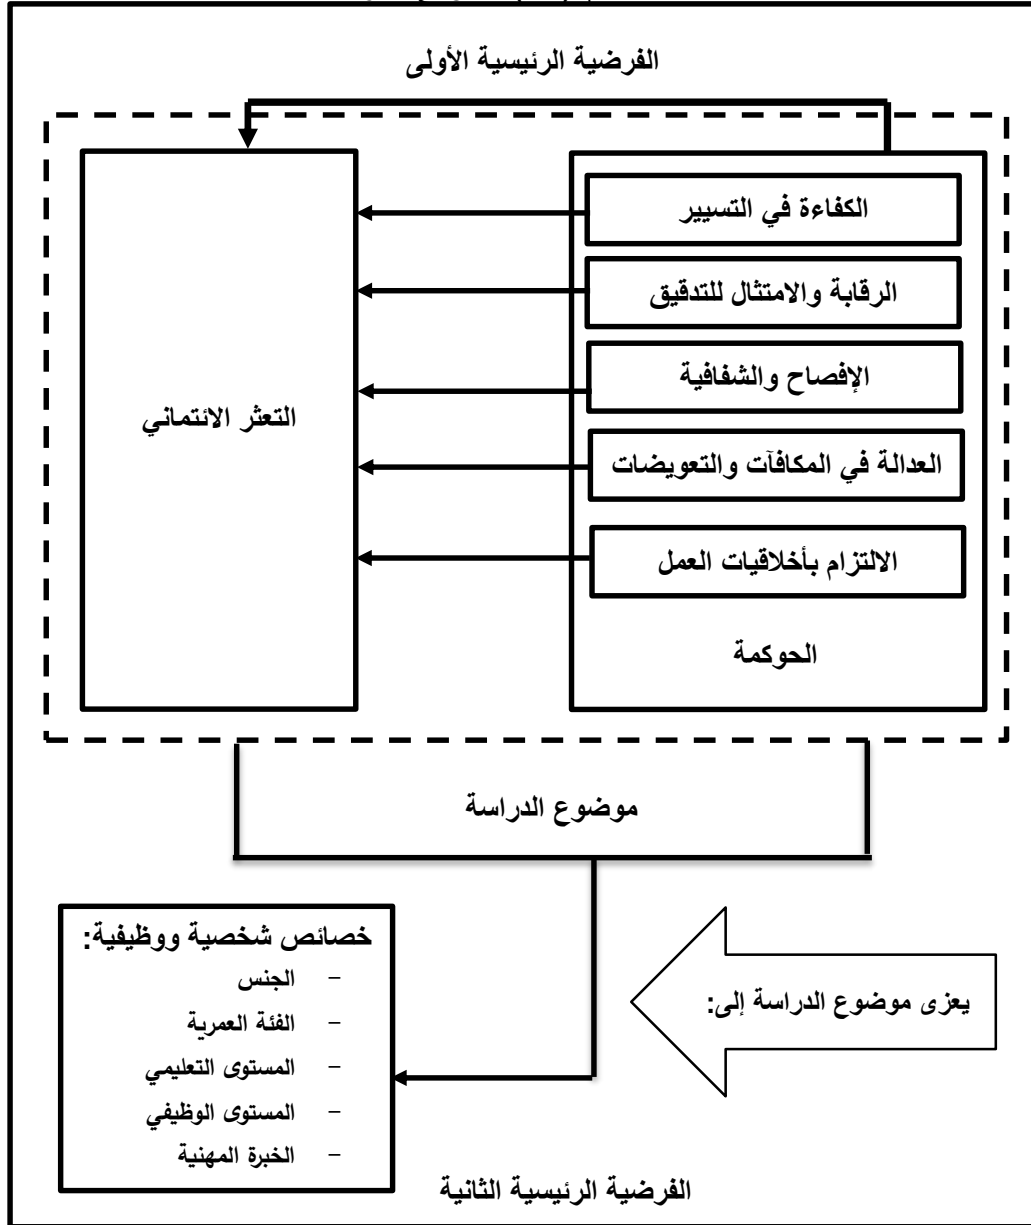 الفرضية الرئيسية الأولى
الكفاءة في التسيير
الرقابة والامتثال للتدقيق
الإفصاح والشفافية
العدالة في المكافآت والتعويضات
الالتزام بأخلاقيات العمل
الحوكمة
التعثر الائتماني
موضوع الدراسة
يعزى موضوع الدراسة إلى:
خصائص شخصية ووظيفية:
- الجنس
- الفئة العمرية
- المستوى التعليمي
- المستوى الوظيفي
- الخبرة المهنية
الفرضية الرئيسية الثانية